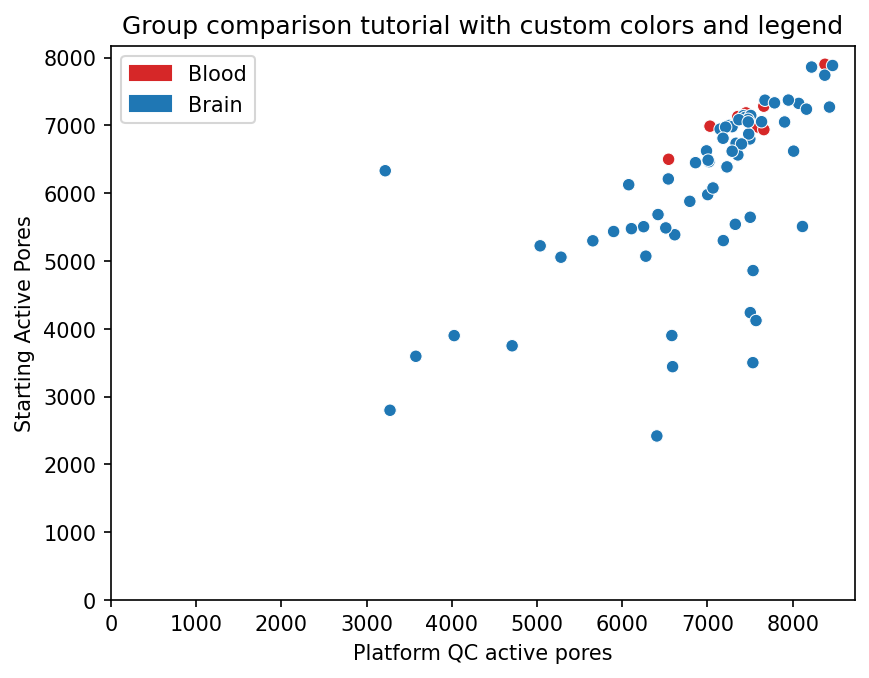 Group comparison tutorial with custom colors and legend
Blood
Brain
Starting Active Pores
8000
7000
6000
5000
4000
3000
2000
1000
0
0 1000 2000 3000 4000 5000 6000 7000 8000
Platform QC active pores